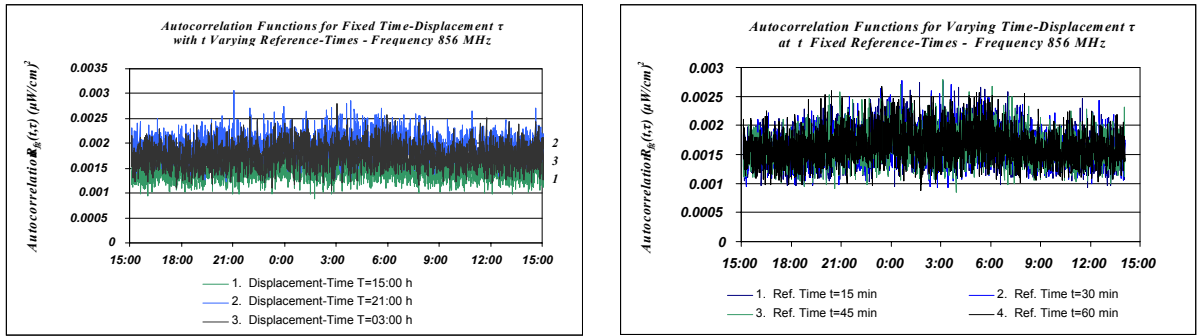 Autocorrelation Functions for Fixed Time-Displacement τ
with t Varying Reference-Times - Frequency 856 MHz
Autocorrelation R (t,τ) (μW/cm)²
0.0035
0.003
0.0025
0.002
0.0015
0.001
0.0005
0
2
3
1
15:00 18:00 21:00 0:00 3:00 6:00 9:00 12:00 15:00
1. Displacement-Time T=15:00 h
2. Displacement-Time T=21:00 h
3. Displacement-Time T=03:00 h
Autocorrelation Functions for Varying Time-Displacement τ
at t Fixed Reference-Times - Frequency 856 MHz
Autocorrelation R (t,τ) (μW/cm)²
0.003
0.0025
0.002
0.0015
0.001
0.0005
0
15:00 18:00 21:00 0:00 3:00 6:00 9:00 12:00 15:00
1. Ref. Time t=15 min 2. Ref. Time t=30 min
3. Ref. Time t=45 min 4. Ref. Time t=60 min